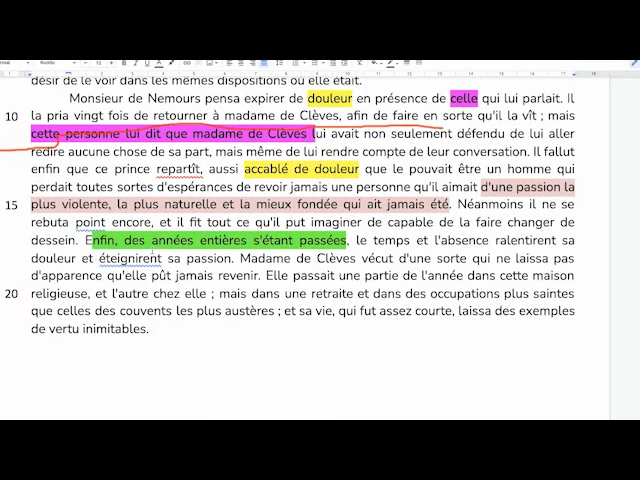 désir de le voir dans les mêmes dispositions où elle était.
Monsieur de Nemours pensa expirer de douleur en présence de celle qui lui parlait. Il
10 la pria vingt fois de retourner à madame de Clèves, afin de faire en sorte qu'il la vît ; mais
cette personne lui dit que madame de Clèves lui avait non seulement défendu de lui aller
redire aucune chose de sa part, mais même de lui rendre compte de leur conversation. Il fallut
enfin que ce prince repartît, aussi accablé de douleur que le pouvait être un homme qui
perdait toutes sortes d'espérances de revoir jamais une personne qu'il aimait d'une passion la
15 plus violente, la plus naturelle et la mieux fondée qui ait jamais été. Néanmoins il ne se
rebuta point encore, et il fit tout ce qu'il put imaginer de capable de la faire changer de
dessein. Enfin, des années entières s'étant passées, le temps et l'absence ralentirent sa
douleur et éteignirent sa passion. Madame de Clèves vécut d'une sorte qui ne laissa pas
d'apparence qu'elle pût jamais revenir. Elle passait une partie de l'année dans cette maison
20 religieuse, et l'autre chez elle ; mais dans une retraite et dans des occupations plus saintes
que celles des couvents les plus austères ; et sa vie, qui fut assez courte, laissa des exemples
de vertu inimitables.